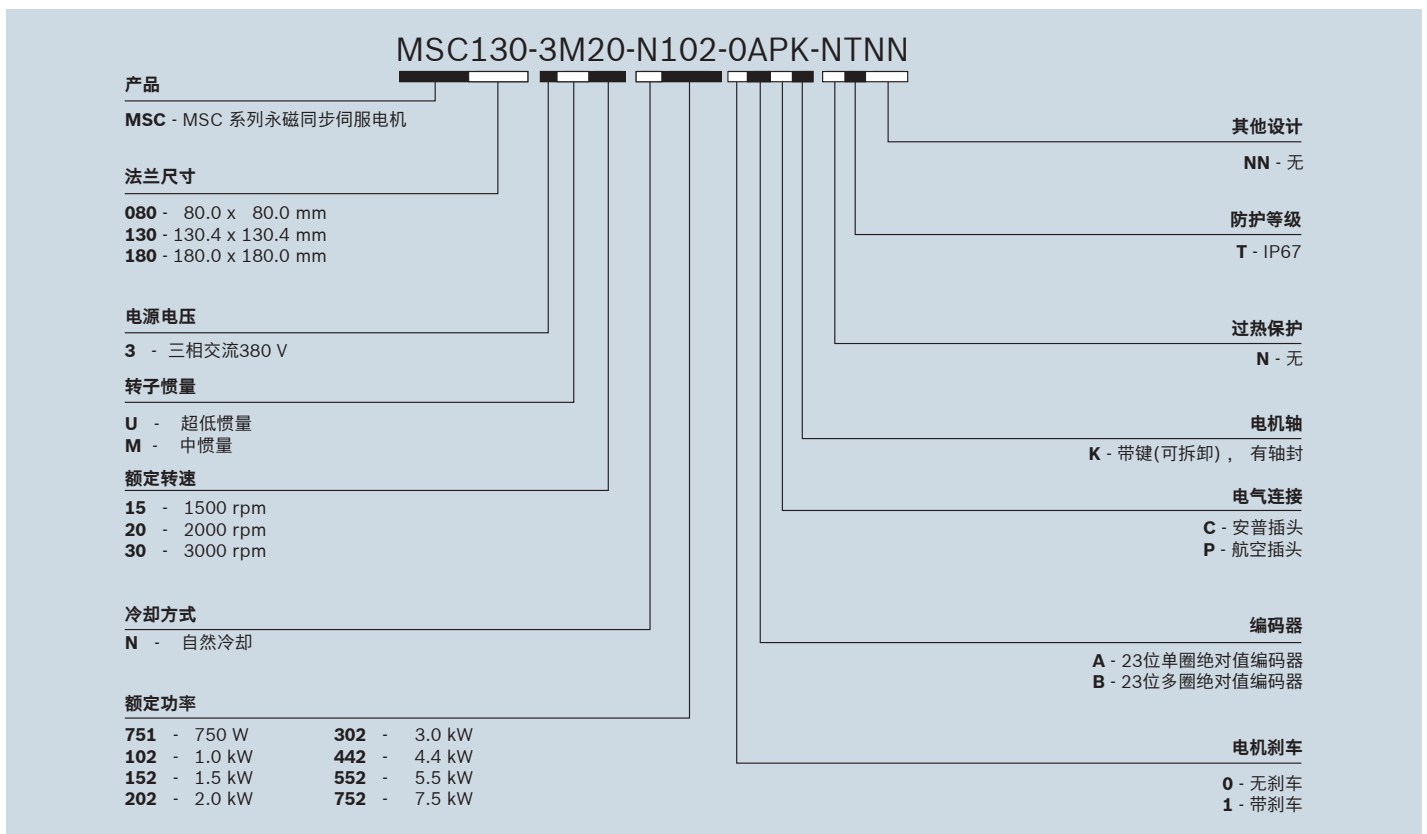 MSC130-3M20-N102-0APK-NTNN
产品
MSC - MSC 系列永磁同步伺服电机
法兰尺寸
080 - 80.0 x 80.0 mm
130 - 130.4 x 130.4 mm
180 - 180.0 x 180.0 mm
电源电压
3 - 三相交流380 V
转子惯量
U - 超低惯量
M - 中惯量
额定转速
15 - 1500 rpm
20 - 2000 rpm
30 - 3000 rpm
冷却方式
N - 自然冷却
额定功率
751 - 750 W 302 - 3.0 kW
102 - 1.0 kW 442 - 4.4 kW
152 - 1.5 kW 552 - 5.5 kW
202 - 2.0 kW 752 - 7.5 kW
其他设计
NN - 无
防护等级
T - IP67
过热保护
N - 无
电机轴
K - 带键(可拆卸) , 有轴封
电气连接
C - 安普插头
P - 航空插头
编码器
A - 23位单圈绝对值编码器
B - 23位多圈绝对值编码器
电机刹车
0 - 无刹车
1 - 带刹车